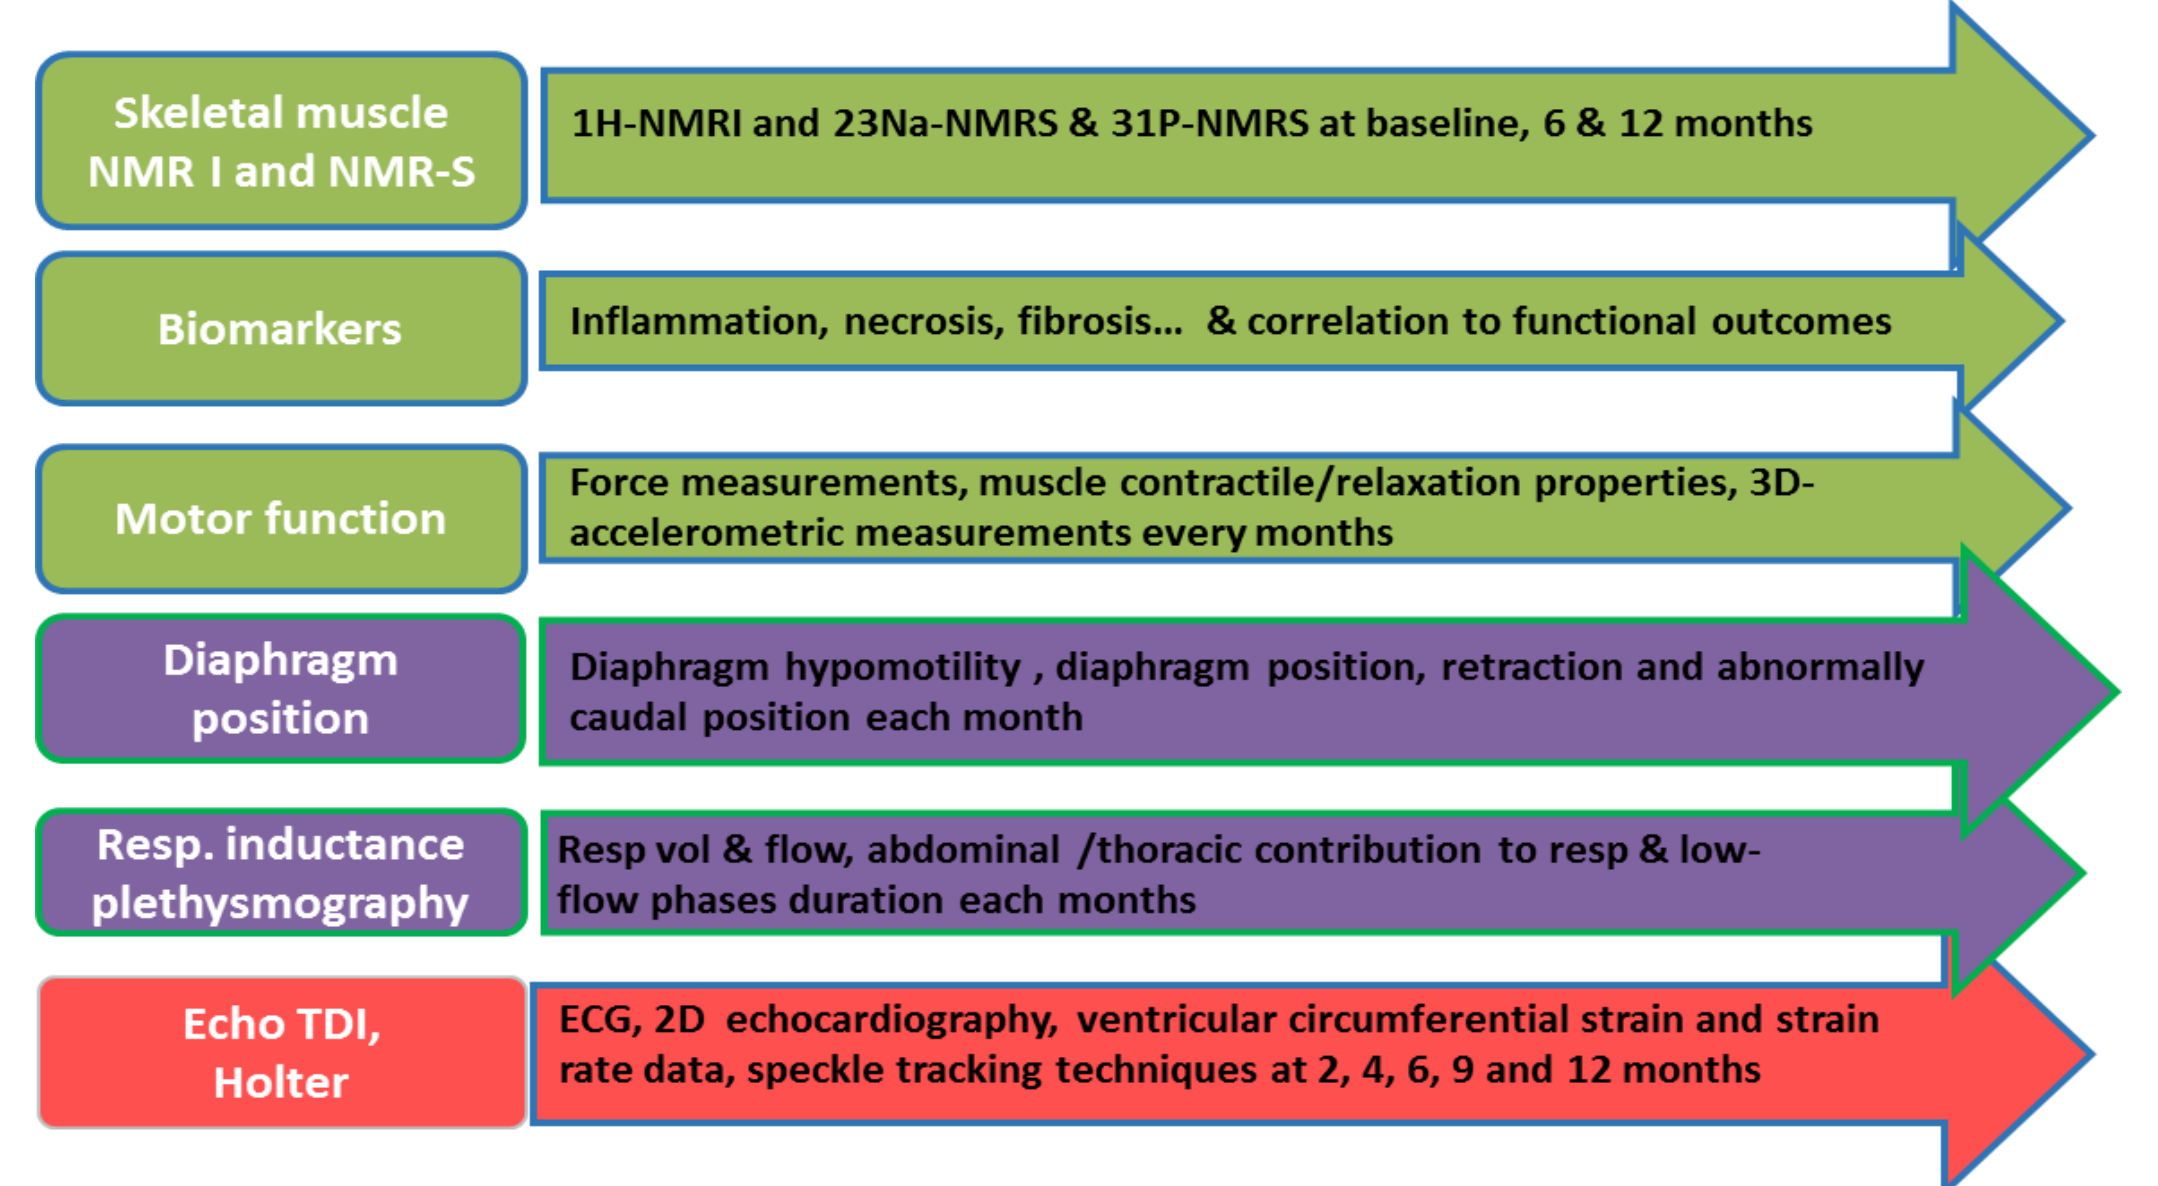 Skeletal muscle
NMR I and NMR-S
1H-NMRI and 23Na-NMRS & 31P-NMRS at baseline, 6 & 12 months
Biomarkers
Inflammation, necrosis, fibrosis... & correlation to functional outcomes
Motor function
Force measurements, muscle contractile/relaxation properties, 3D-
accelerometric measurements every months
Diaphragm
position
Diaphragm hypomotility , diaphragm position, retraction and abnormally
caudal position each month
Resp. inductance
plethysmography
Resp vol & flow, abdominal /thoracic contribution to resp & low-
flow phases duration each months
Echo TDI,
Holter
ECG, 2D echocardiography, ventricular circumferential strain and strain
rate data, speckle tracking techniques at 2, 4, 6, 9 and 12 months